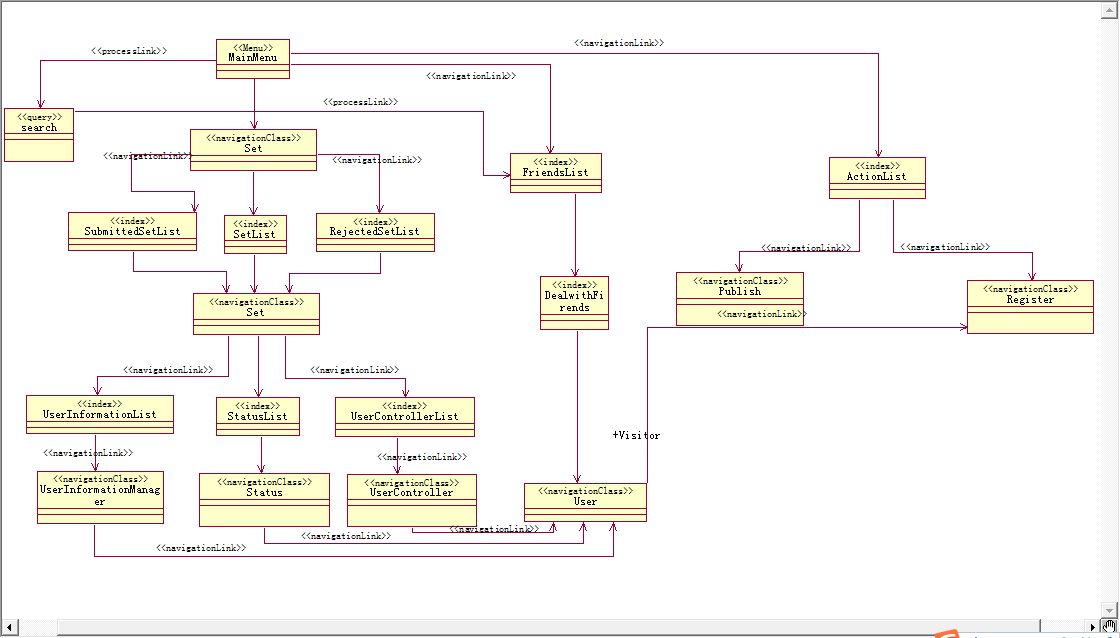 <<navigationLink>>
<<processLink>>
<<Menu>>
MainMenu
<<navigationLink>>
<<processLink>>
<<query>>
search
<<navigationClass>>
Set
<<navigationLink>>
<<navigationLink>>
<<index>>
FriendsList
<<index>>
ActionList
<<index>>
SubmittedSetList
<<index>>
SetList
<<index>>
RejectedSetList
<<navigationLink>>
<<navigationLink>>
<<index>>
DealwithFi
rends
<<navigationClass>>
Publish
<<navigationClass>>
Register
<<navigationClass>>
Set
<<navigationLink>>
<<navigationLink>>
<<navigationLink>>
<<index>>
UserInformationList
<<index>>
StatusList
<<index>>
UserControllerList
+Visitor
<<navigationLink>>
<<navigationLink>>
<<navigationClass>>
UserInformationManag
er
<<navigationClass>>
Status
<<navigationClass>>
UserController
<<navigationClass>>
User
<<navigationLink>>
<<navigationLink>>
<<navigationLink>>